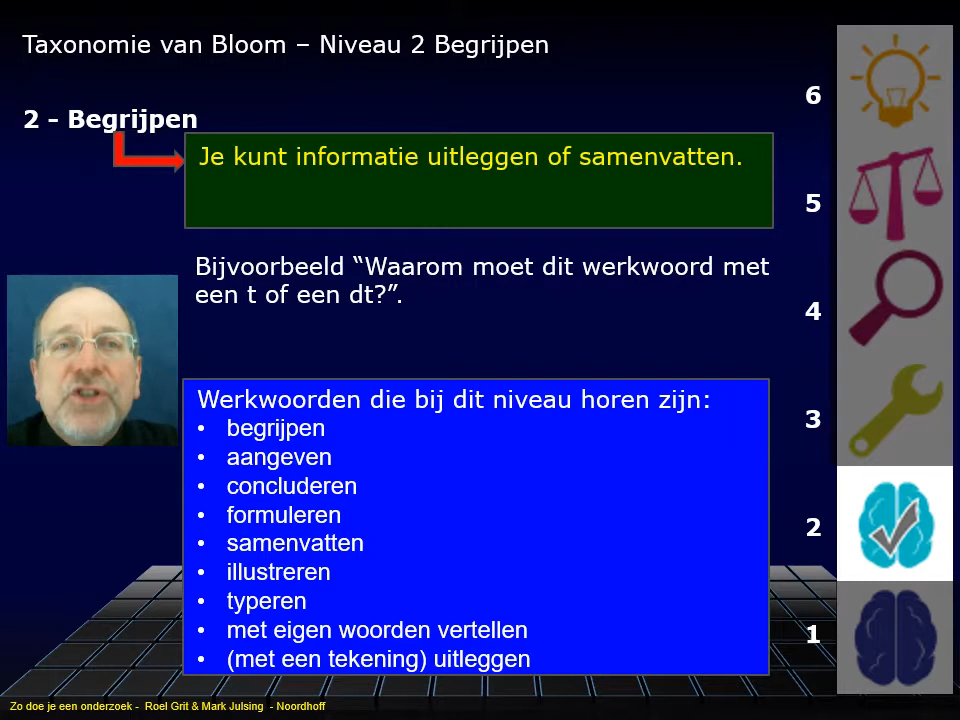 Taxonomie van Bloom – Niveau 2 Begrijpen
2 - Begrijpen
Je kunt informatie uitleggen of samenvatten.
Bijvoorbeeld “Waarom moet dit werkwoord met
een t of een dt?”.
Werkwoorden die bij dit niveau horen zijn:
• begrijpen
• aangeven
• concluderen
• formuleren
• samenvatten
• illustreren
• typeren
• met eigen woorden vertellen
• (met een tekening) uitleggen
6
5
4
3
2
1
Zo doe je een onderzoek - Roel Grit & Mark Julsing - Noordhoff